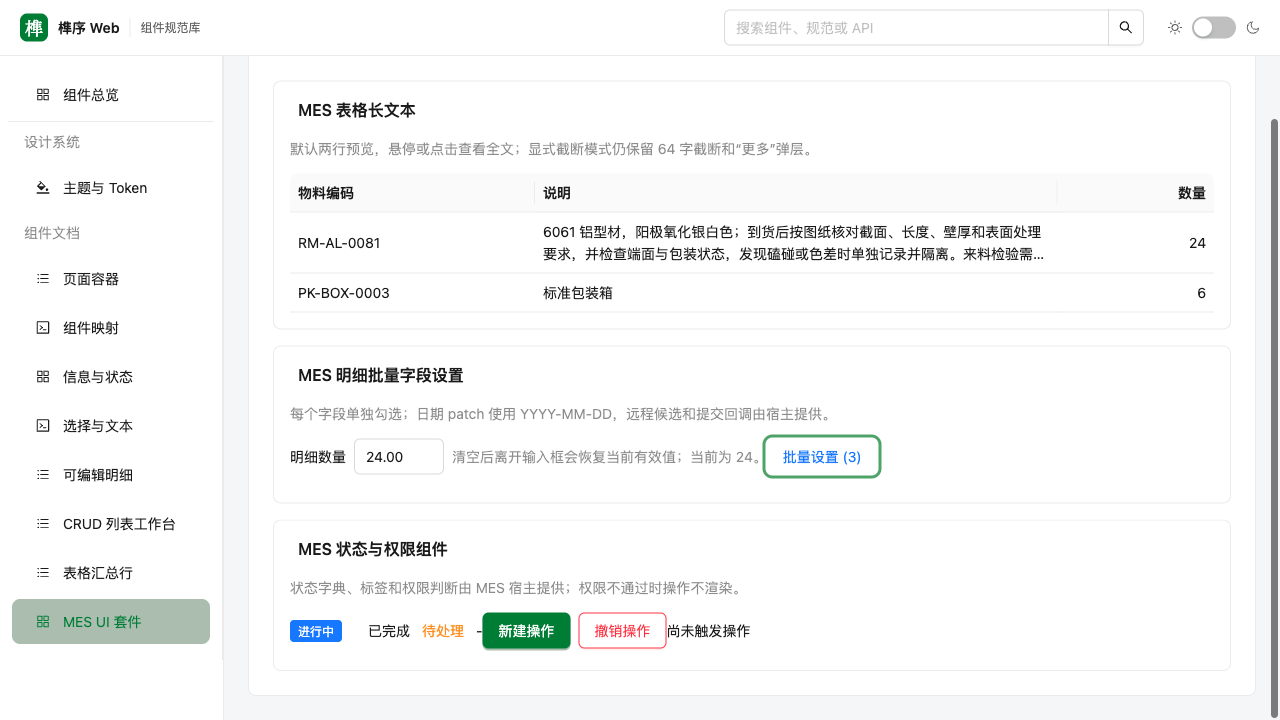 榫 榫序 Web 组件规范库 搜索组件、规范或 API
组件总览
设计系统
主题与 Token
组件文档
页面容器
组件映射
信息与状态
选择与文本
可编辑明细
CRUD 列表工作台
表格汇总行
MES UI 套件
MES 表格长文本
默认两行预览，悬停或点击查看全文；显式截断模式仍保留 64 字截断和“更多”弹层。
物料编码 说明 数量
RM-AL-0081 6061 铝型材，阳极氧化银白色；到货后按图纸核对截面、长度、壁厚和表面处理 24
要求，并检查端面与包装状态，发现磕碰或色差时单独记录并隔离。来料检验需...
PK-BOX-0003 标准包装箱 6
MES 明细批量字段设置
每个字段单独勾选；日期 patch 使用 YYYY-MM-DD，远程候选和提交回调由宿主提供。
明细数量 24.00 清空后离开输入框会恢复当前有效值；当前为 24。 批量设置 (3)
MES 状态与权限组件
状态字典、标签和权限判断由 MES 宿主提供；权限不通过时操作不渲染。
进行中 已完成 待处理 - 新建操作 撤销操作 尚未触发操作